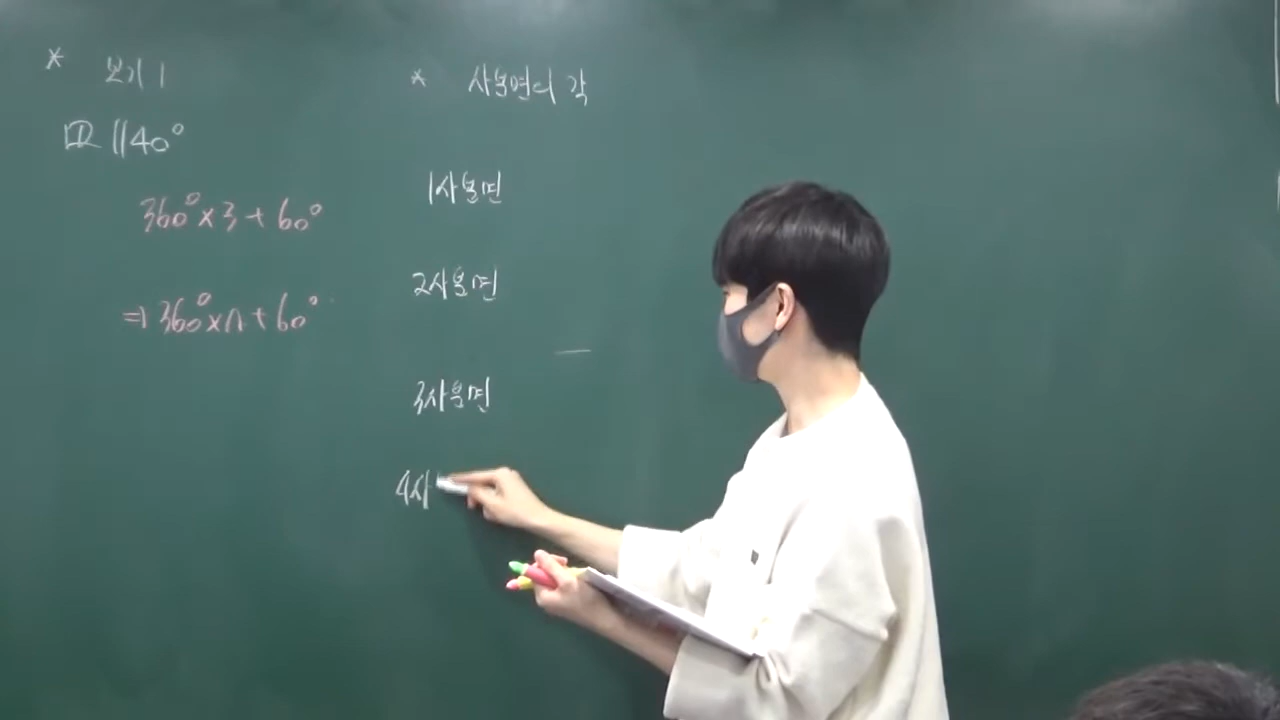 * 보기 1
(2) 1140°
360° × 3 + 60°
⇒ 360° × n + 60°
* 사분면의 각
1사분면
2사분면
3사분면
4사